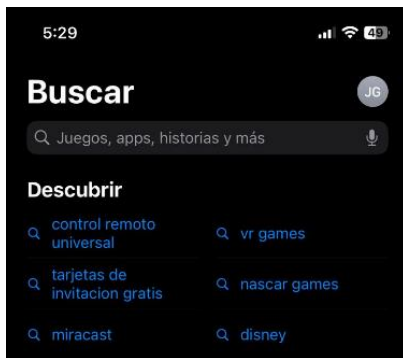 5:29
49
Buscar
JG
Juegos, apps, historias y más
Descubrir
control remoto
universal
vr games
tarjetas de
invitacion gratis
nascar games
miracast
disney